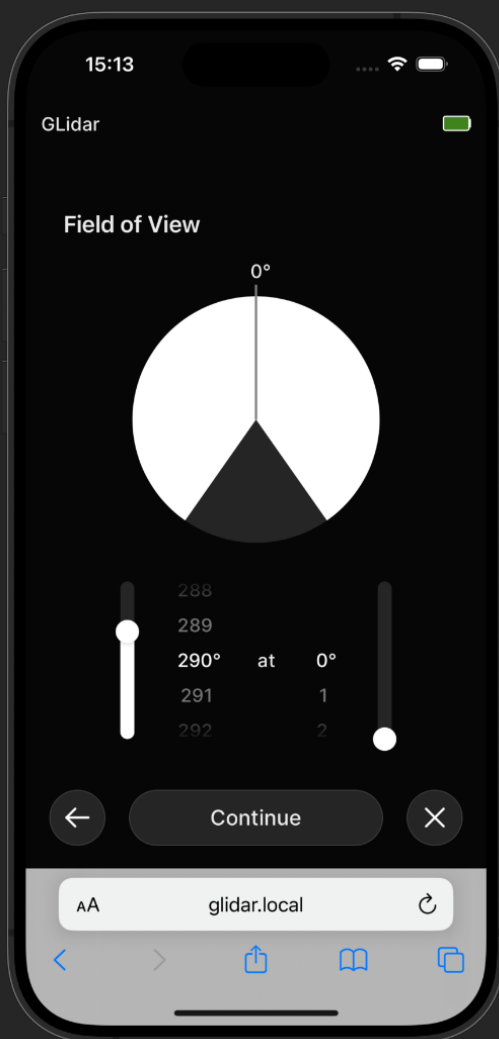 15:13
GLidar
Field of View
0°
288
289
290° at 0°
291 1
292 2
Continue
AA glidar.local